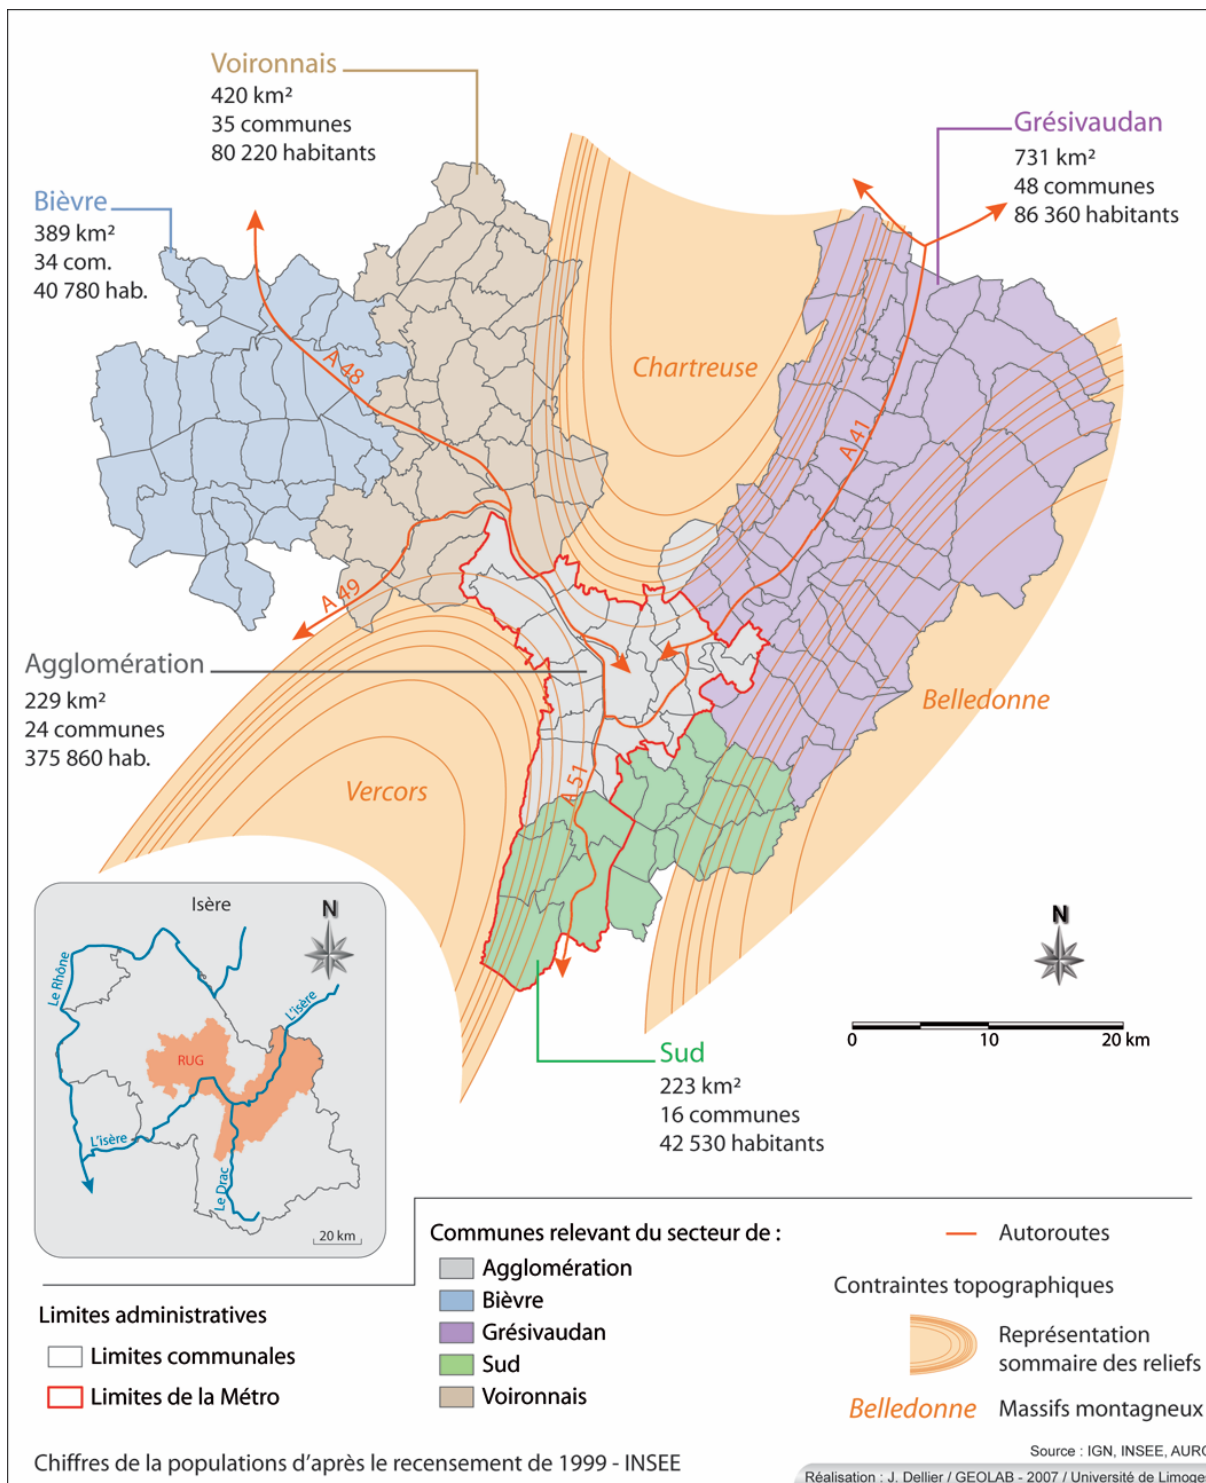 Voironnais
420 km²
35 communes
80 220 habitants
Grésivaudan
731 km²
48 communes
86 360 habitants
Bièvre
389 km²
34 com.
40 780 hab.
A 48
Chartreuse
A 41
A 49
Agglomération
229 km²
24 communes
375 860 hab.
Belledonne
Vercors
A 51
Isère
N
Le Rhône
L'isère
RUG
L'isère
Le Drac
20 km
N
0 10 20 km
Sud
223 km²
16 communes
42 530 habitants
Limites administratives
Limites communales
Limites de la Métro
Communes relevant du secteur de :
Agglomération
Bièvre
Grésivaudan
Sud
Voironnais
Autoroutes
Contraintes topographiques
Représentation
sommaire des reliefs
Belledonne Massifs montagneux
Chiffres de la populations d'après le recensement de 1999 - INSEE
Source : IGN, INSEE, AURG
Réalisation : J. Dellier / GEOLAB - 2007 / Université de Limoges